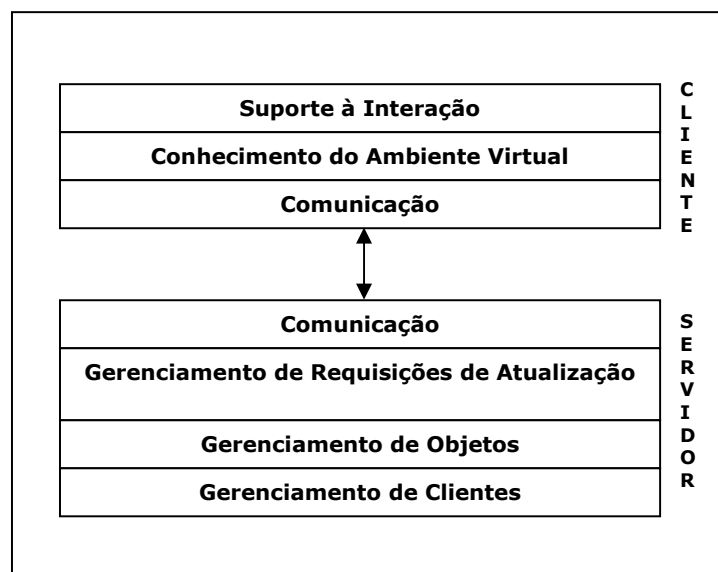 Suporte à Interação
Conhecimento do Ambiente Virtual
Comunicação
CLIENTE
Comunicação
Gerenciamento de Requisições de Atualização
Gerenciamento de Objetos
Gerenciamento de Clientes
SERVIDOR